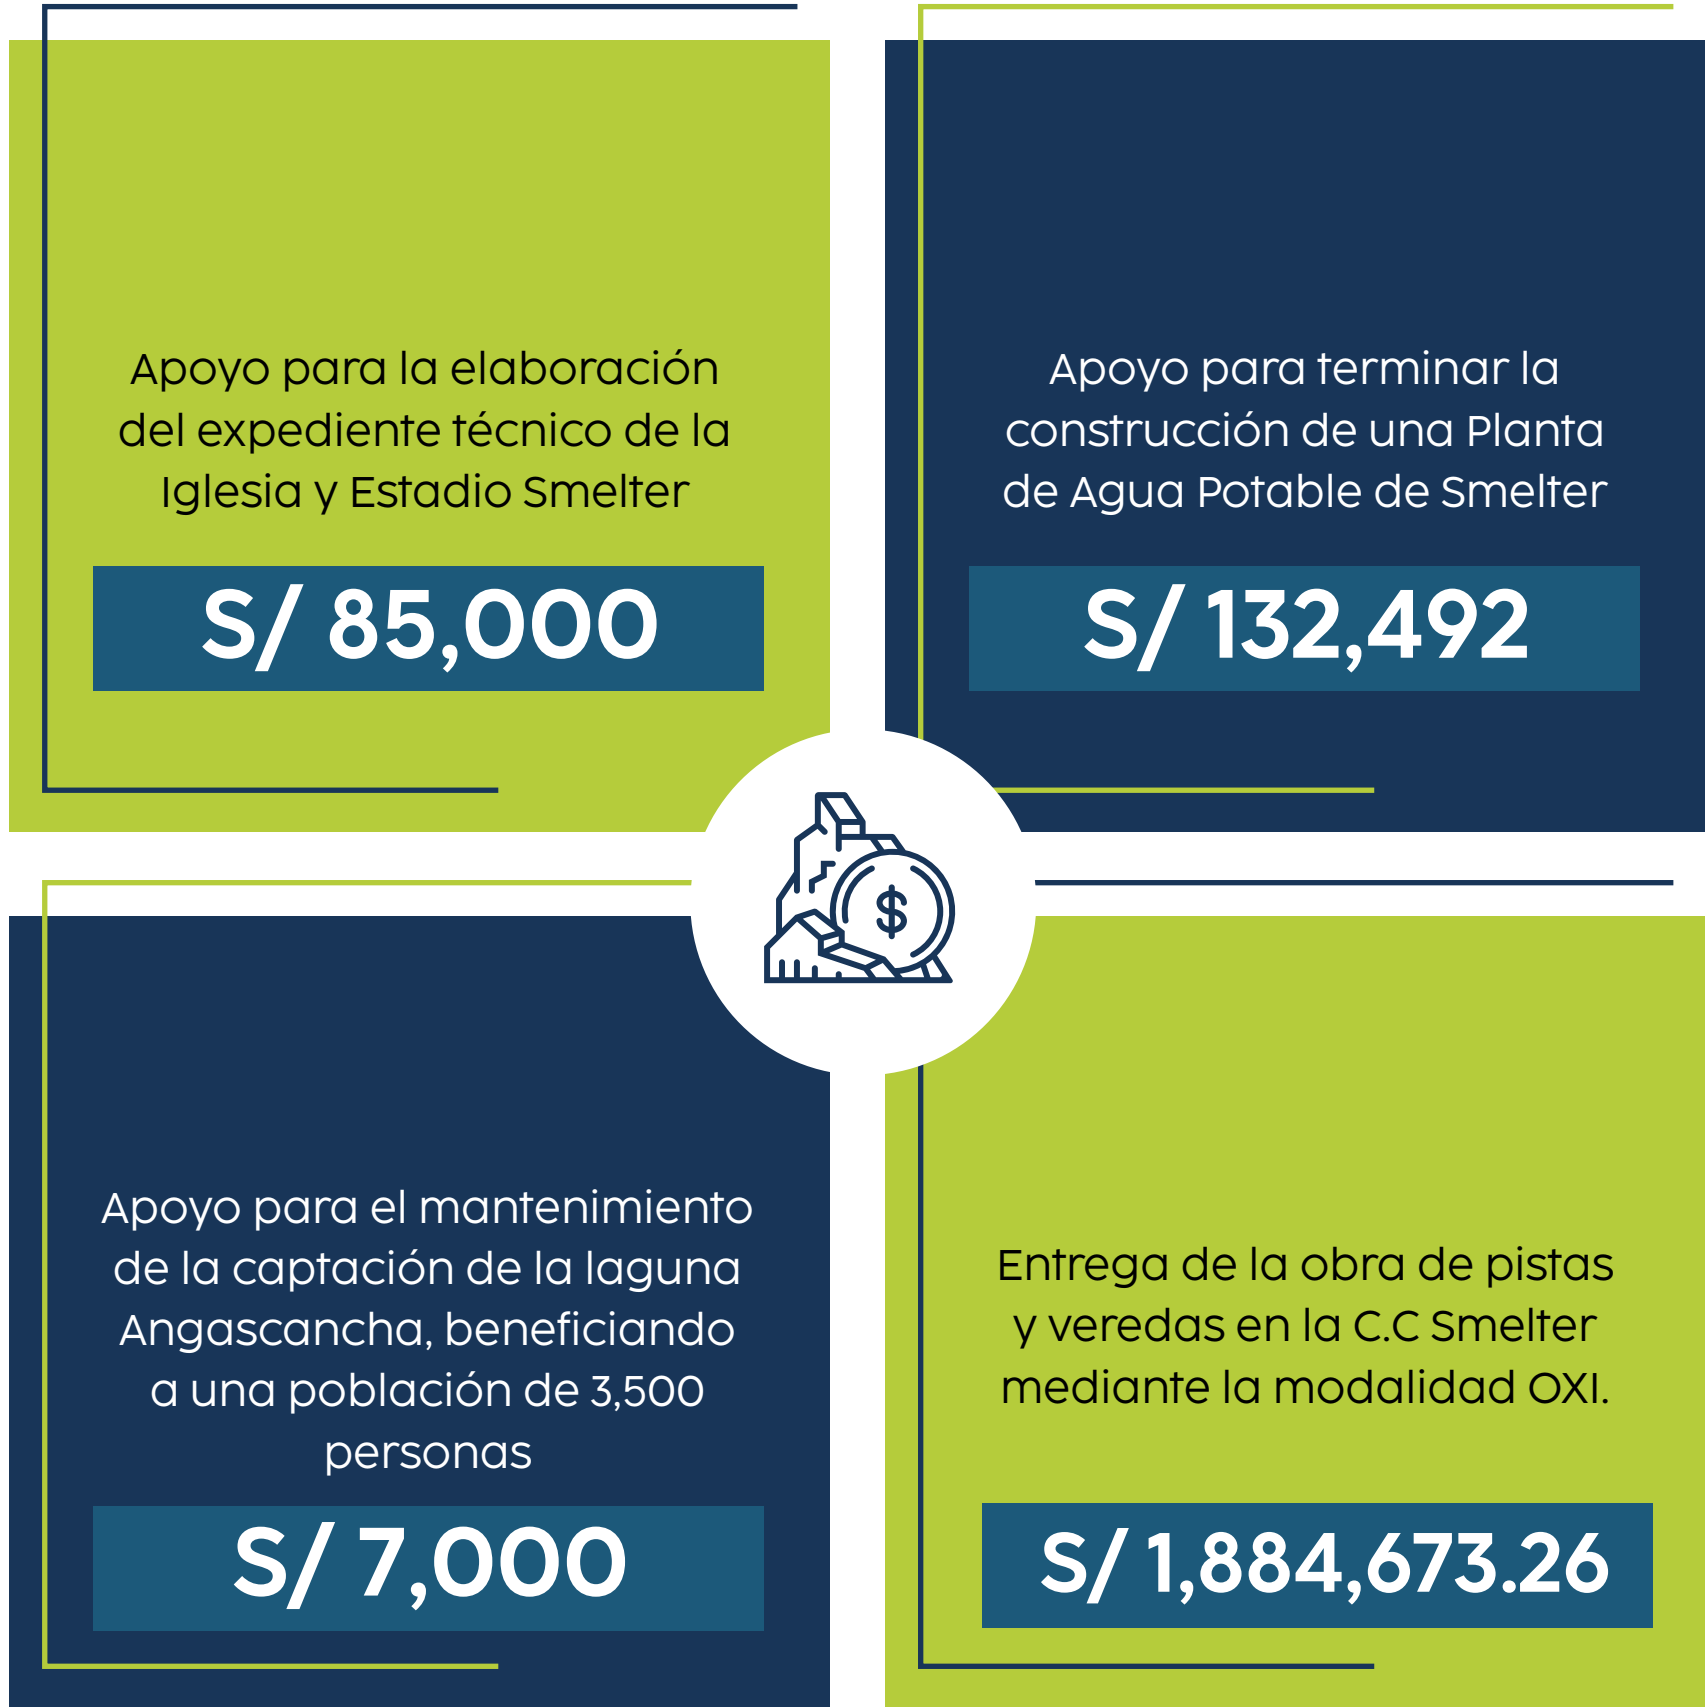 Apoyo para la elaboración
del expediente técnico de la
Iglesia y Estadio Smelter
S/ 85,000
Apoyo para terminar la
construcción de una Planta
de Agua Potable de Smelter
S/ 132,492
$
Apoyo para el mantenimiento
de la captación de la laguna
Angascancha, beneficiando
a una población de 3,500
personas
S/ 7,000
Entrega de la obra de pistas
y veredas en la C.C Smelter
mediante la modalidad OXI.
S/ 1,884,673.26